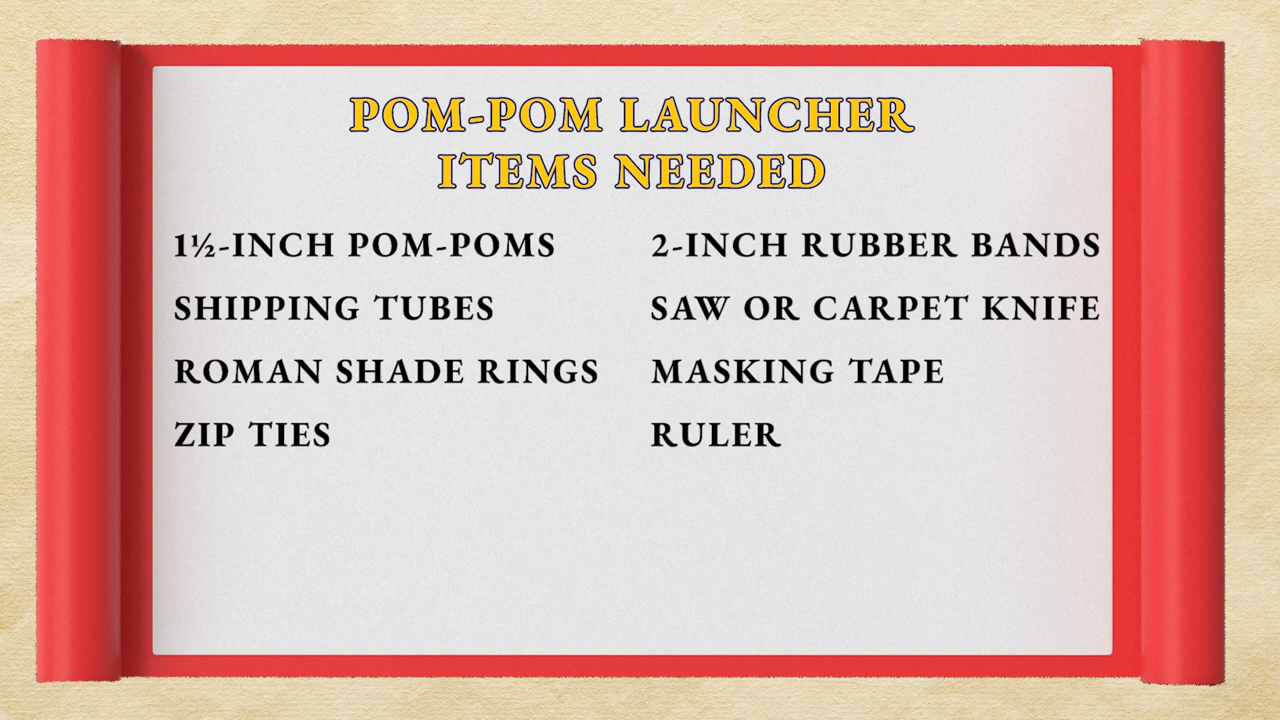 POM-POM LAUNCHER
ITEMS NEEDED
1½-INCH POM-POMS
SHIPPING TUBES
ROMAN SHADE RINGS
ZIP TIES
2-INCH RUBBER BANDS
SAW OR CARPET KNIFE
MASKING TAPE
RULER